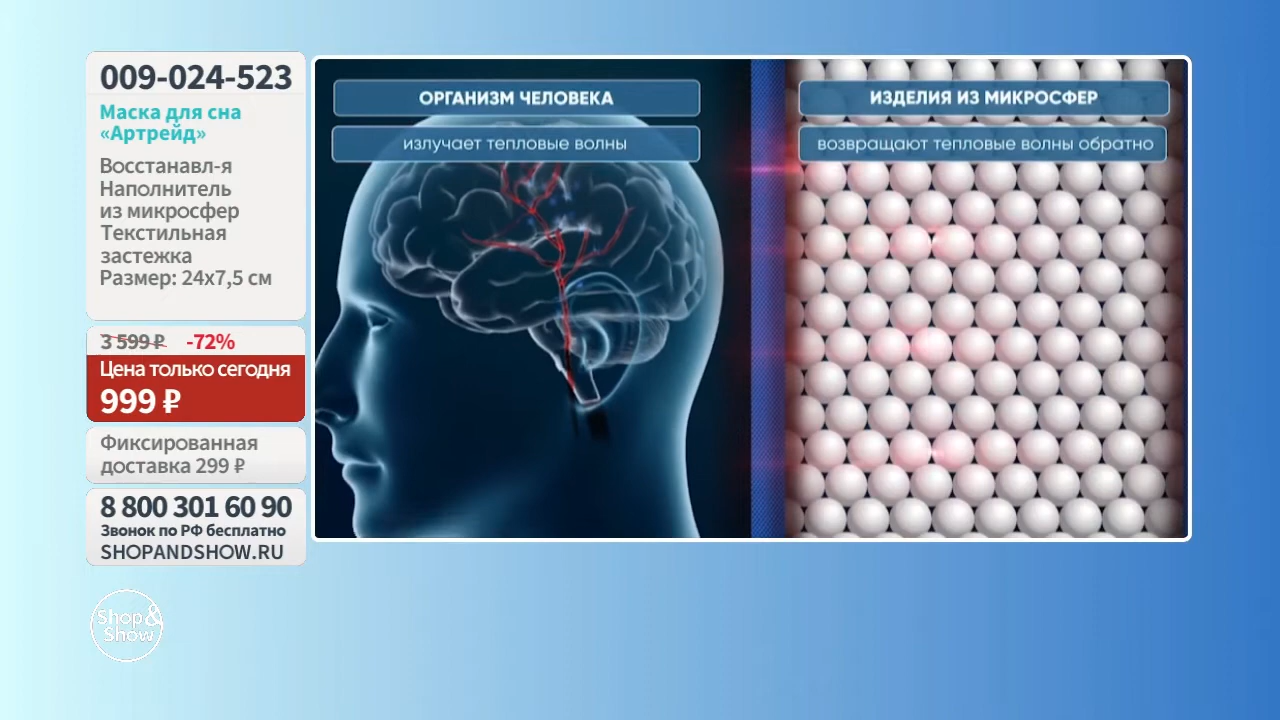 009-024-523
Маска для сна
«Артрейд»
Восстанавл-я
Наполнитель
из микросфер
Текстильная
застежка
Размер: 24x7,5 см
3 599 ₽ -72%
Цена только сегодня
999 ₽
Фиксированная
доставка 299 ₽
8 800 301 60 90
Звонок по РФ бесплатно
SHOPANDSHOW.RU
Shop&
Show
ОРГАНИЗМ ЧЕЛОВЕКА
излучает тепловые волны
ИЗДЕЛИЯ ИЗ МИКРОСФЕР
возвращают тепловые волны обратно